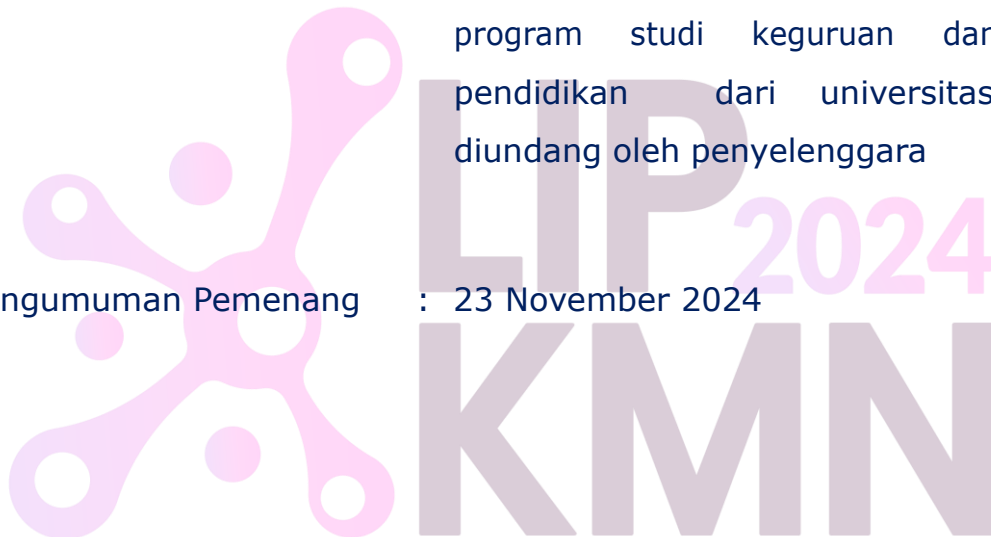 program studi keguruan dan
pendidikan dari universitas
diundang oleh penyelenggara
LIP
2024
ngumuman Pemenang : 23 November 2024
KMN